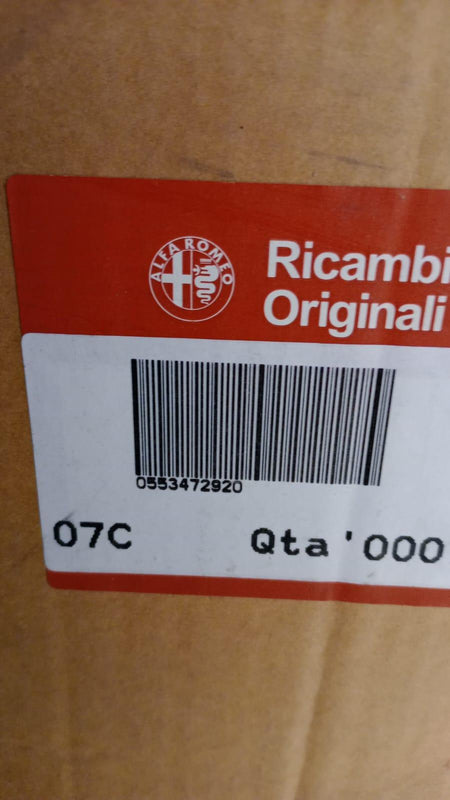 ALFA ROMEO
Ricambi
Originali
0553472920
07C
Qta '000